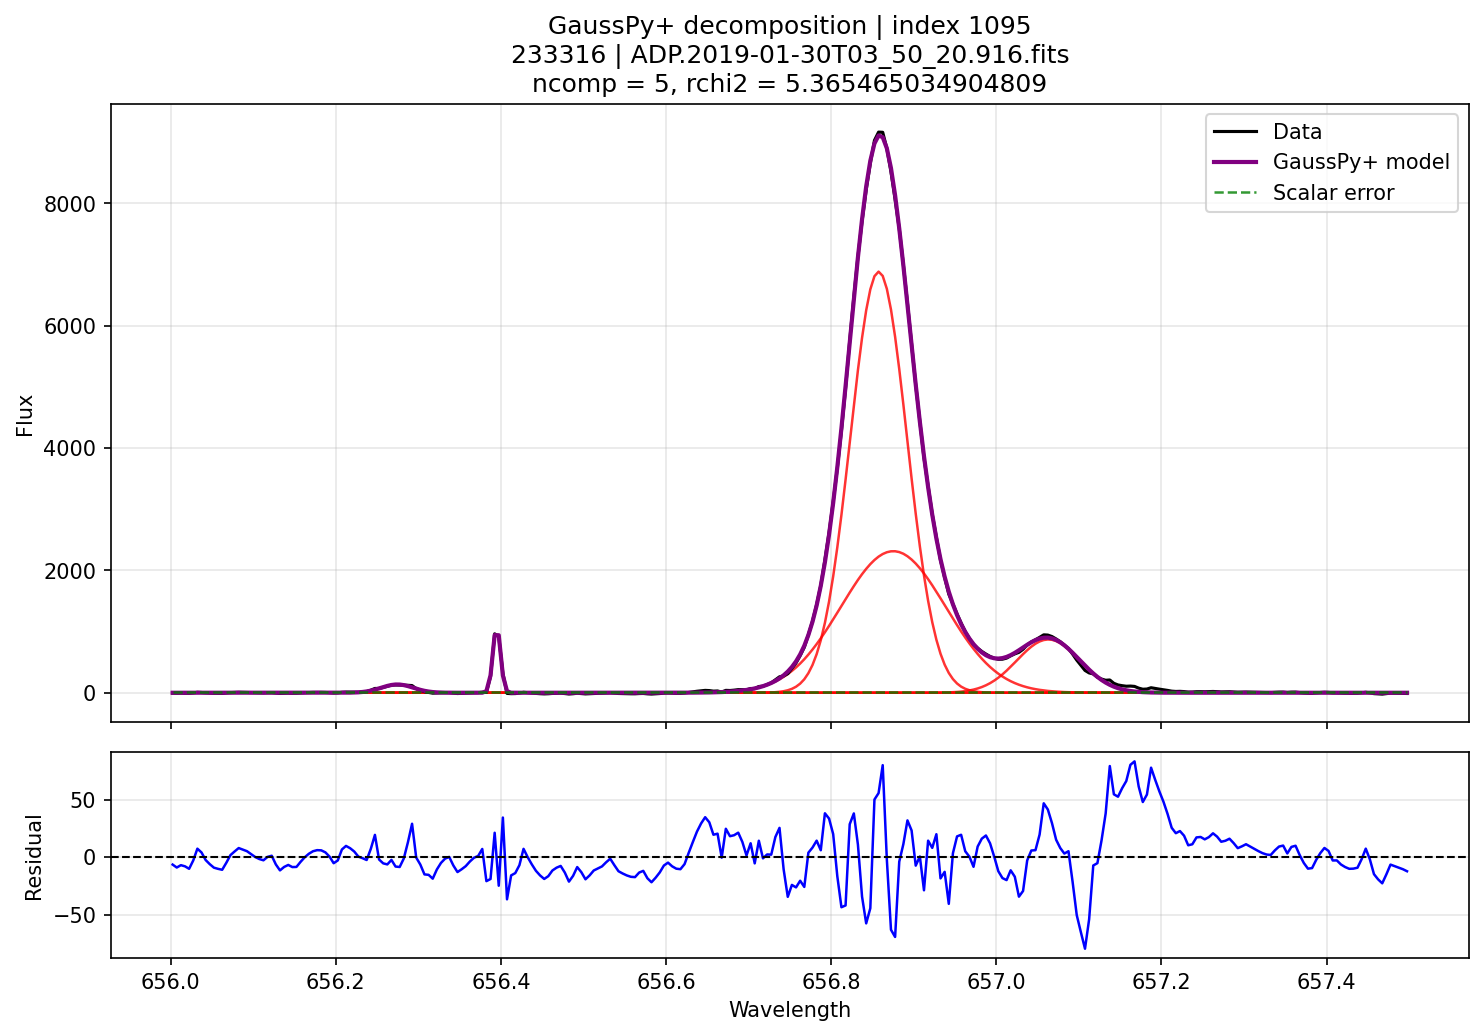 GaussPy+ decomposition | index 1095
233316 | ADP.2019-01-30T03_50_20.916.fits
ncomp = 5, rchi2 = 5.365465034904809
Data
GaussPy+ model
Scalar error
8000
6000
4000
2000
0
Flux
50
0
−50
Residual
656.0 656.2 656.4 656.6 656.8 657.0 657.2 657.4
Wavelength